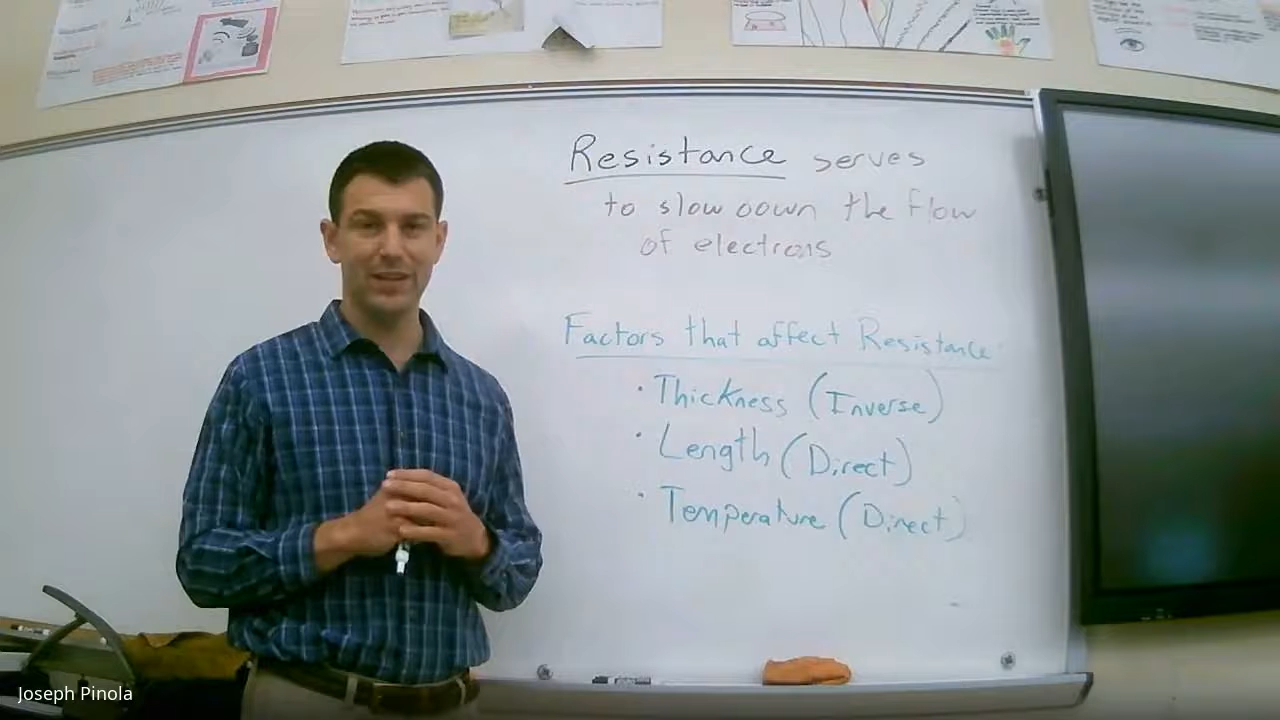 Resistance serves
to slow down the flow
of electrons
Factors that affect Resistance
• Thickness (Inverse)
• Length (Direct)
• Temperature (Direct)
Joseph Pinola